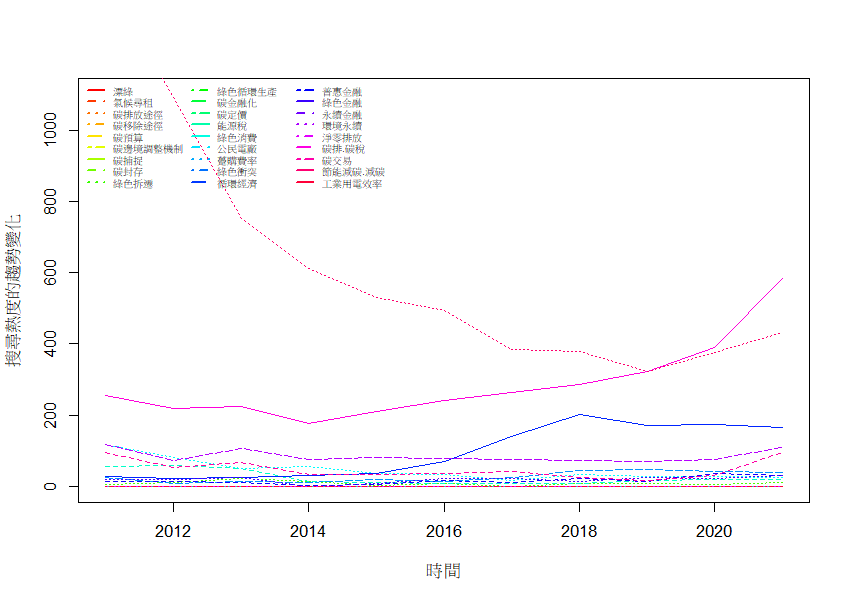 漂綠
氣候尋租
碳排放途徑
碳移除途徑
碳預算
碳邊境調整機制
碳捕捉
碳封存
綠色拆遷
綠色循環生產
碳金融化
碳定價
能源稅
綠色消費
公民電廠
躉購費率
綠色衝突
循環經濟
普惠金融
綠色金融
永續金融
環境永續
淨零排放
碳排.碳稅
碳交易
節能減碳.減碳
工業用電效率
搜尋熱度的趨勢變化
1000
800
600
400
200
0
2012 2014 2016 2018 2020
時間